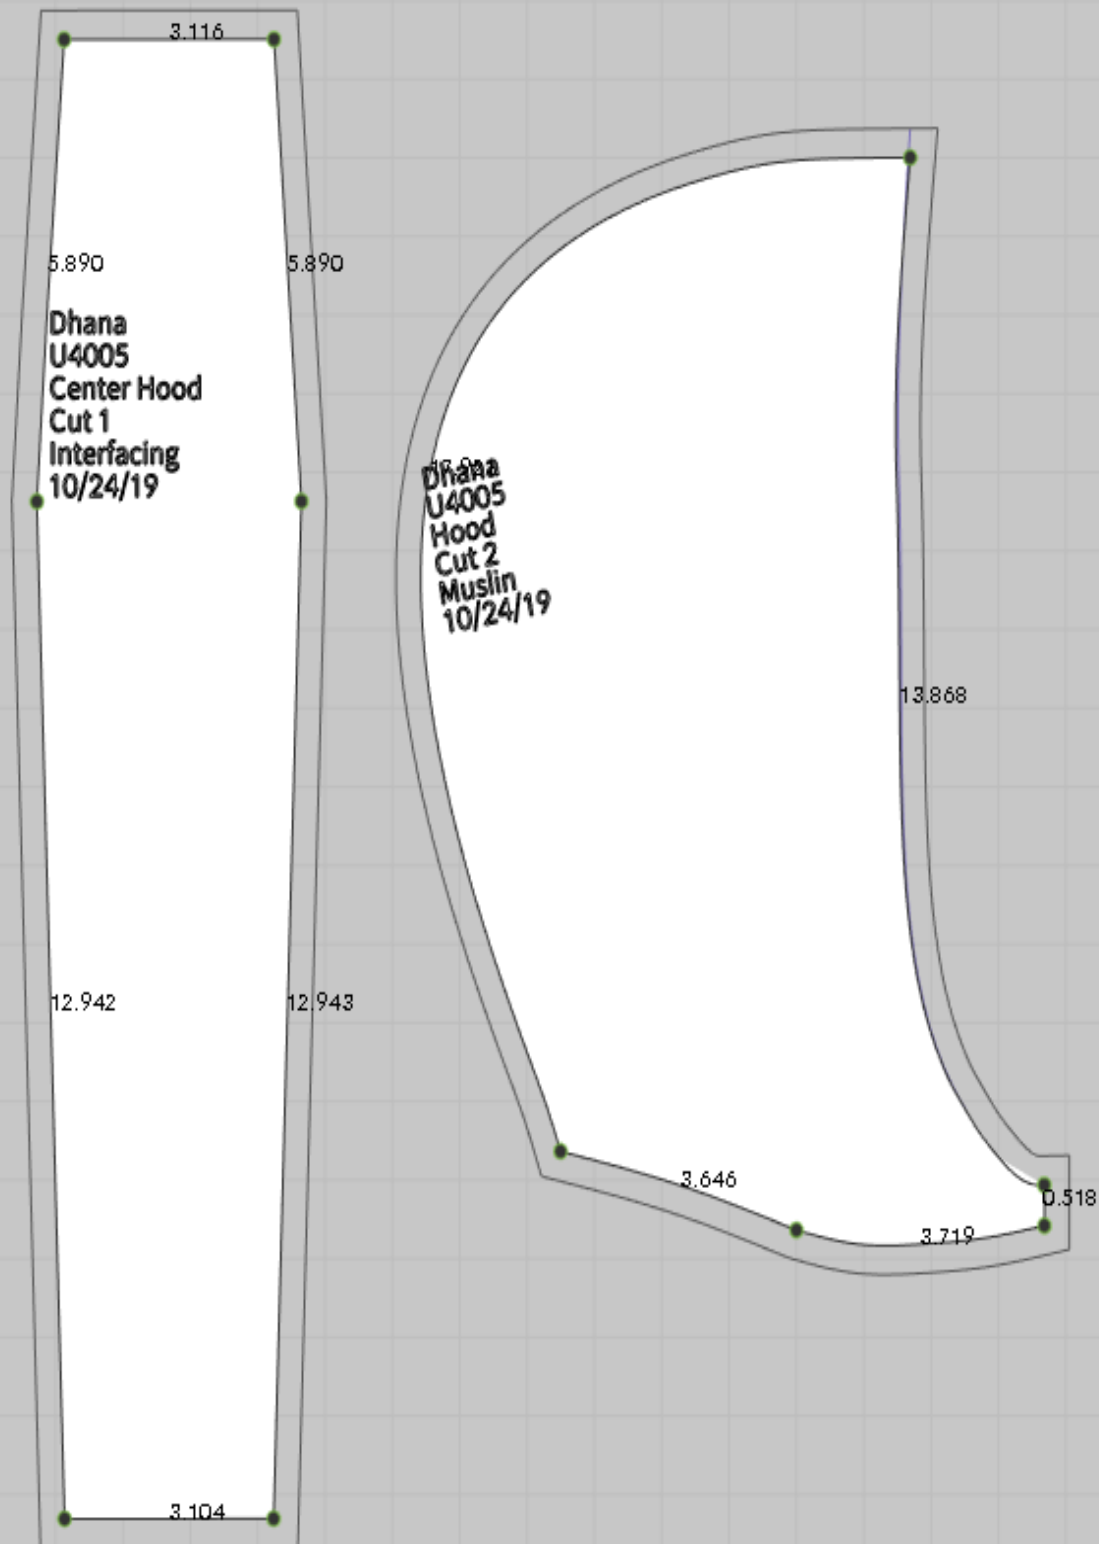 3.116
5.890
5.890
Dhana
U4005
Center Hood
Cut 1
Interfacing
10/24/19
12.942
12.943
3.104
Dhana
U4005
Hood
Cut 2
Muslin
10/24/19
13.868
3.646
0.518
3.719